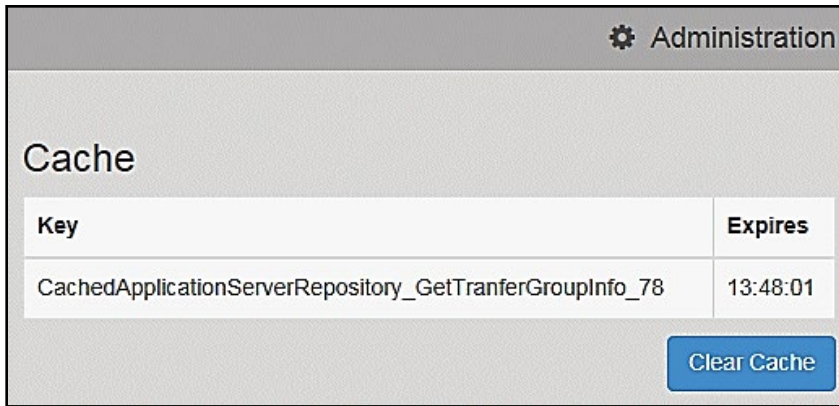 Administration
Cache
Key Expires
CachedApplicationServerRepository_GetTranferGroupInfo_78 13:48:01
Clear Cache